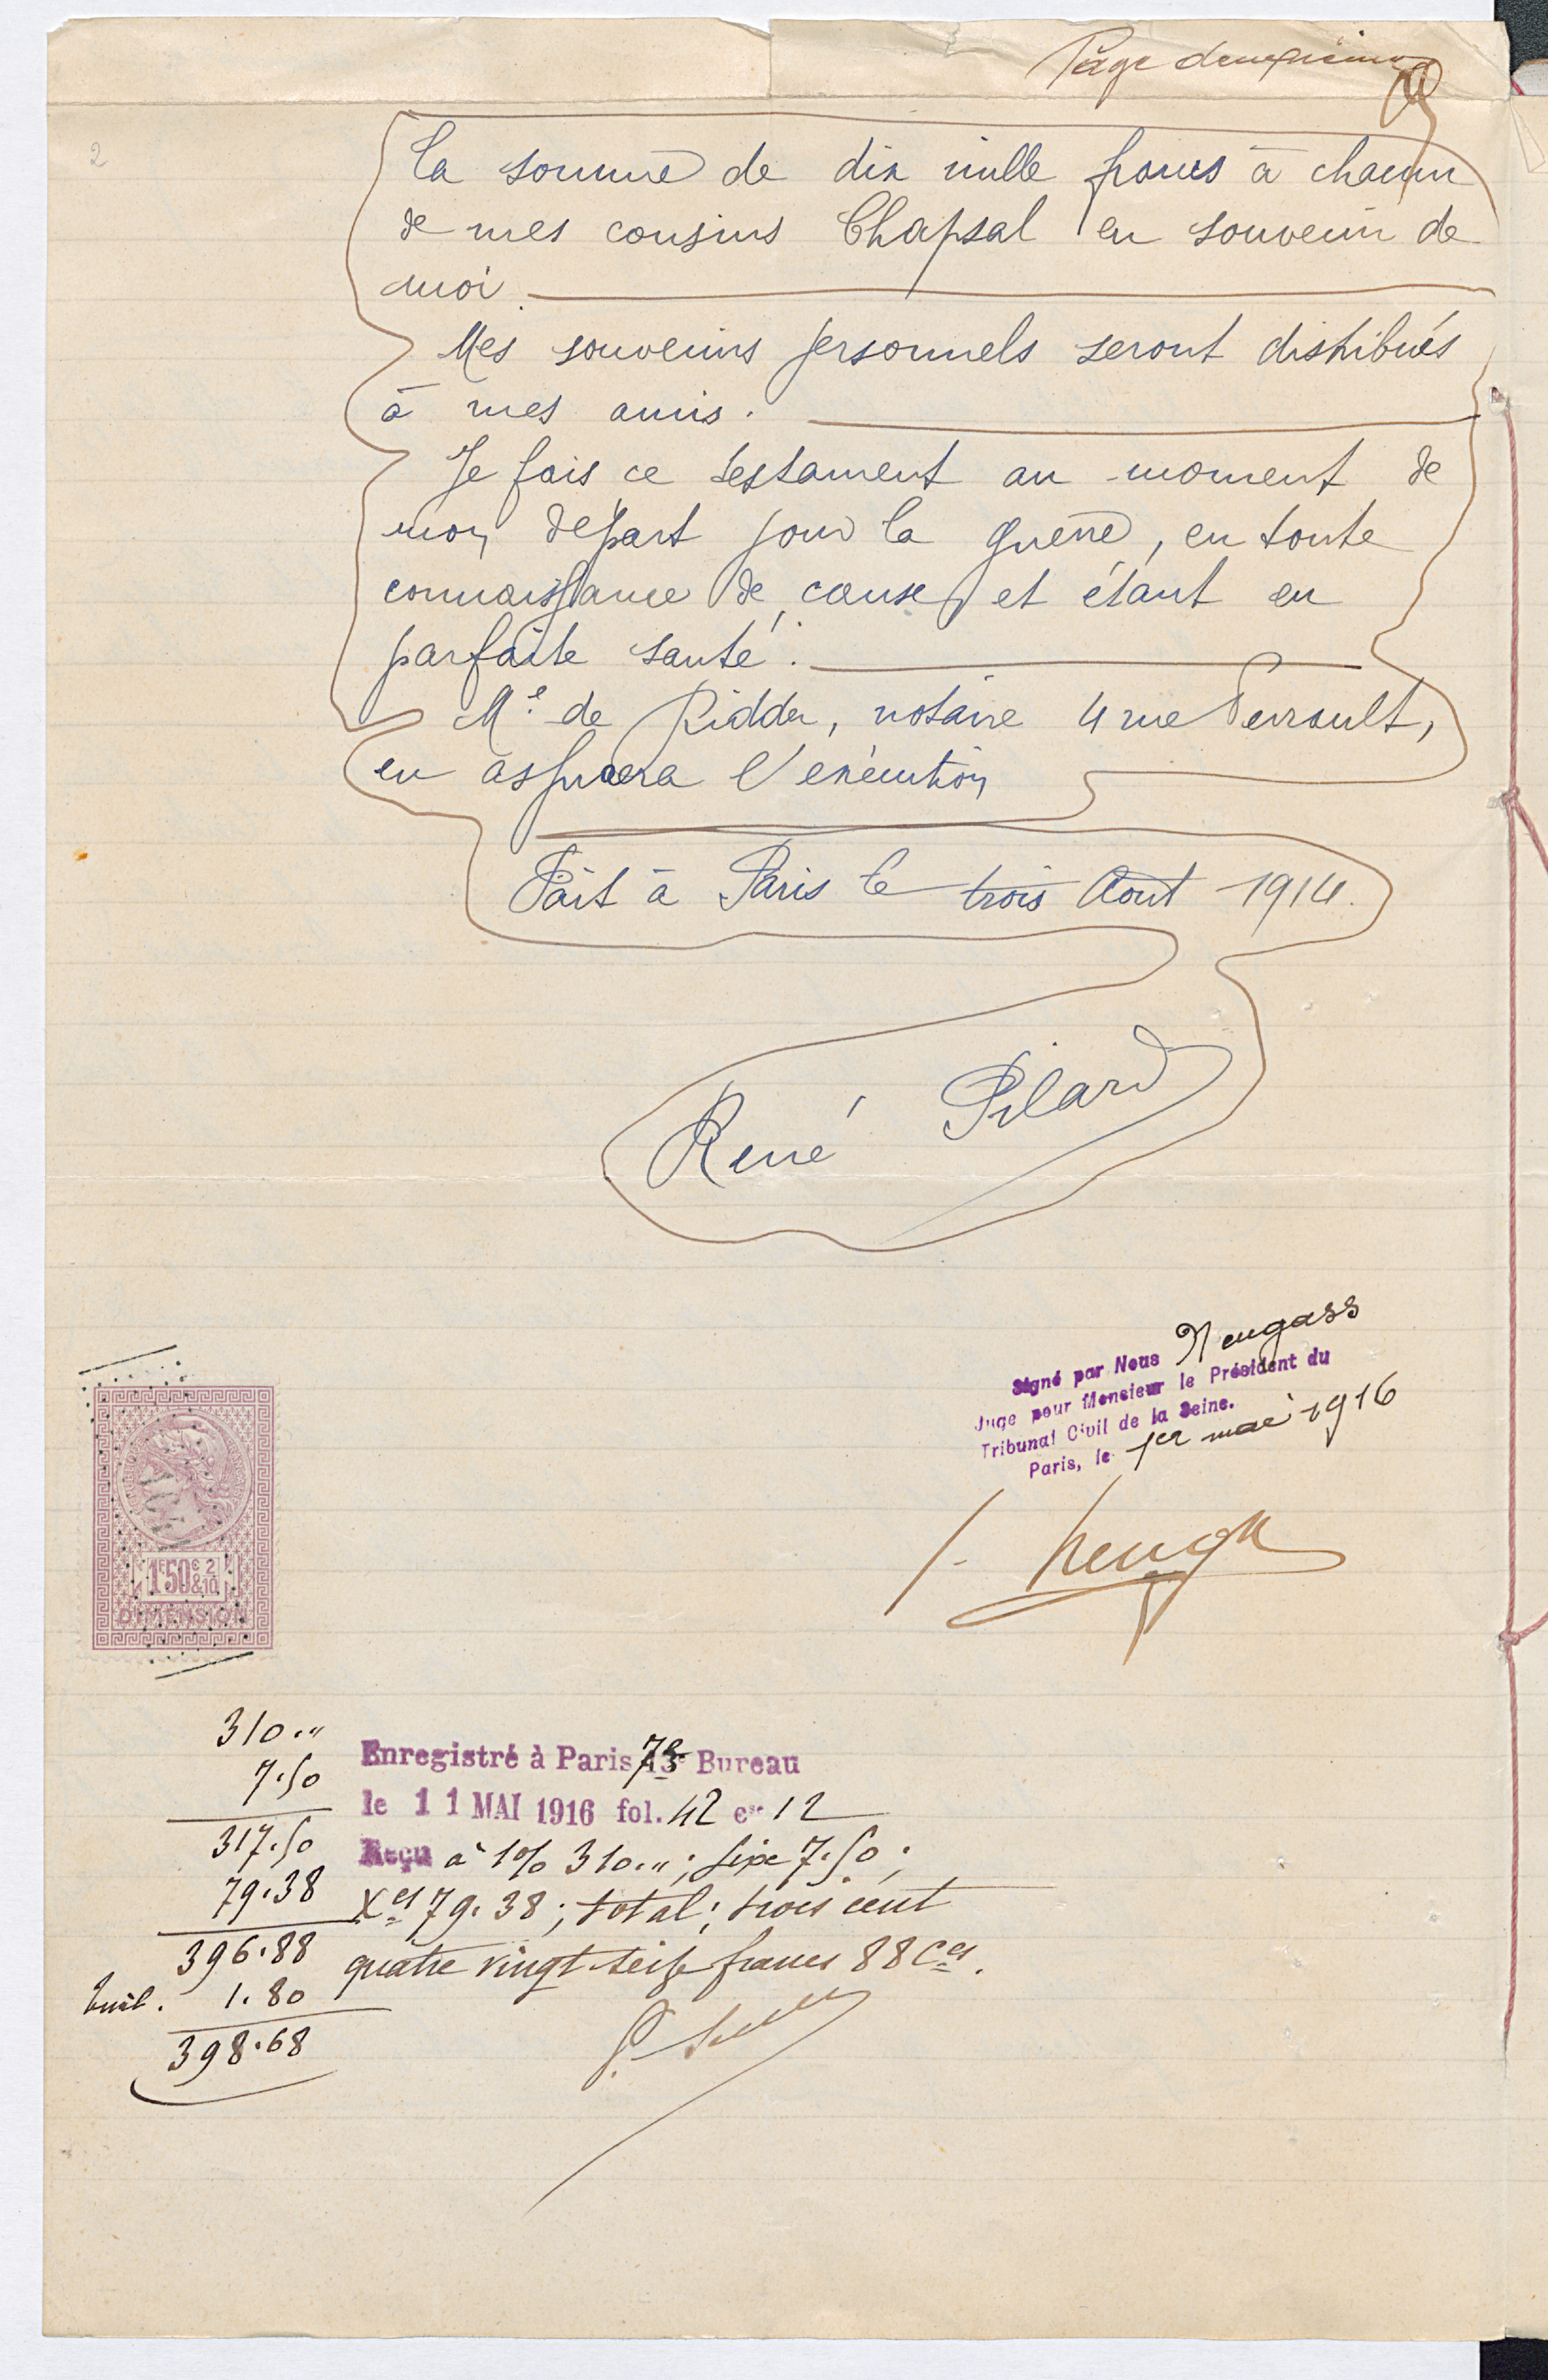 Page deuxième
2
la somme de dix mille francs à chacun
de mes cousins Chapsal en souvenir de
moi.
Mes souvenirs personnels seront distribués
à mes amis.
Je fais ce testament au moment de
mon départ pour la guerre, en toute
connaissance de cause et étant en
parfaite santé.
Me de Ridder, notaire 4 rue Perrault,
en assurera l'exécution
Fait à Paris le trois Aout 1914.
René Pilard
Signé par Nous Neugass
Juge pour Monsieur le Président du
Tribunal Civil de la Seine.
Paris, le 1er mai 1916
1F50c 2/10
DIMENSION
310."
7.50
317.50
79.38
396.88
1.80
398.68
Enregistré à Paris 7e Bureau
le 11 MAI 1916 fol. 42 ce 12
Reçu à 1% 310."; fixe 7.50;
Xes 79.38; total: trois cent
quatre vingt seize francs 88 Ces.